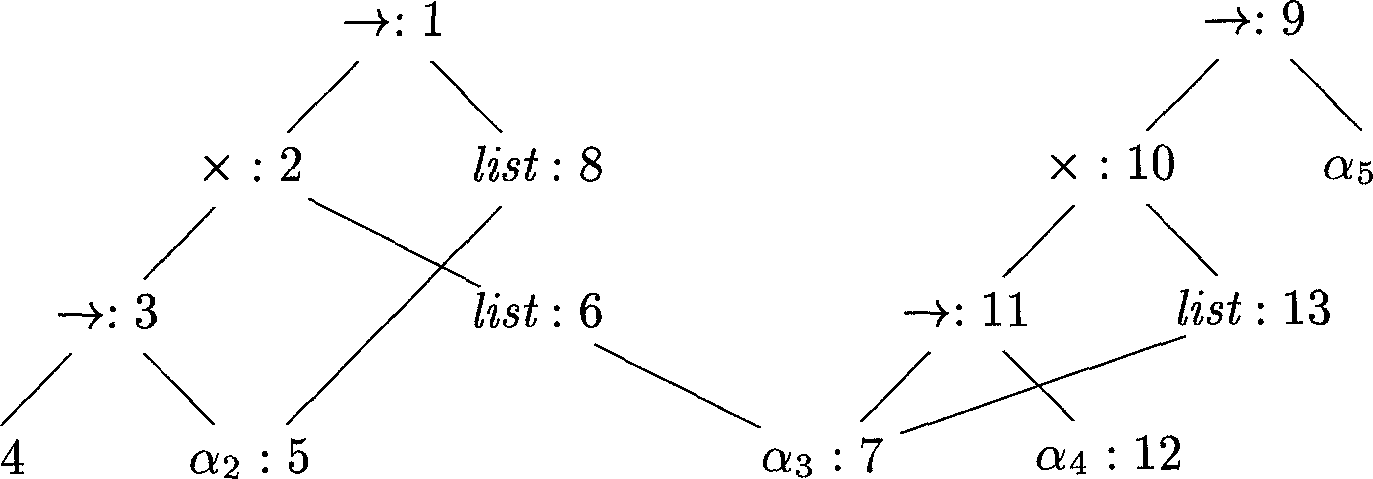 →: 1 →: 9
× : 2 list : 8 × : 10 α₅
→: 3 list : 6 →: 11 list : 13
4 α₂ : 5 α₃ : 7 α₄ : 12